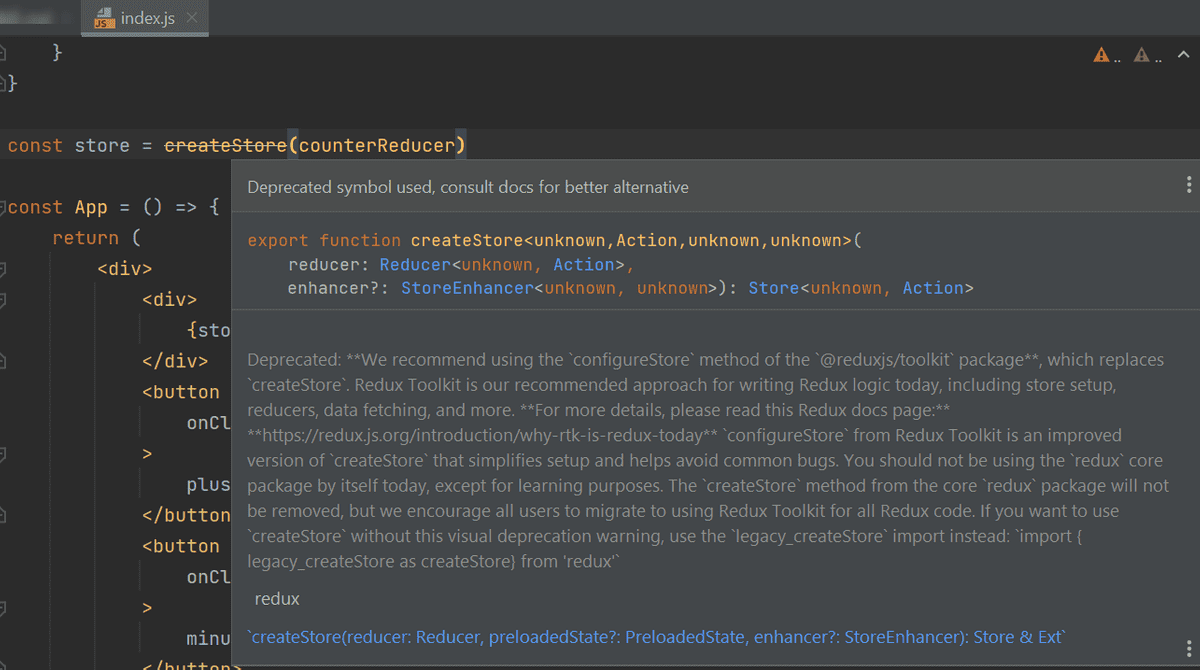 JS index.js ×
}
}
const store = createStore(counterReducer)
Deprecated symbol used, consult docs for better alternative
const App = () => {
return (
export function createStore<unknown,Action,unknown,unknown>(
reducer: Reducer<unknown, Action>,
enhancer?: StoreEnhancer<unknown, unknown>): Store<unknown, Action>
<div>
<div>
{sto
</div>
<button
onCl
>
plus
</button
<button
onCl
>
minu
</button>
Deprecated: **We recommend using the `configureStore` method of the `@reduxjs/toolkit` package**, which replaces
`createStore`. Redux Toolkit is our recommended approach for writing Redux logic today, including store setup,
reducers, data fetching, and more. **For more details, please read this Redux docs page:**
**https://redux.js.org/introduction/why-rtk-is-redux-today** `configureStore` from Redux Toolkit is an improved
version of `createStore` that simplifies setup and helps avoid common bugs. You should not be using the `redux` core
package by itself today, except for learning purposes. The `createStore` method from the core `redux` package will not
be removed, but we encourage all users to migrate to using Redux Toolkit for all Redux code. If you want to use
`createStore` without this visual deprecation warning, use the `legacy_createStore` import instead: `import {
legacy_createStore as createStore} from 'redux'`
redux
`createStore(reducer: Reducer, preloadedState?: PreloadedState, enhancer?: StoreEnhancer): Store & Ext`